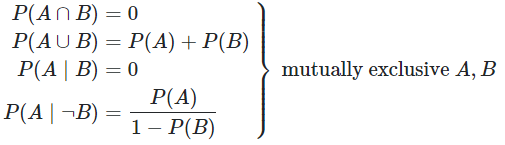 P(A ∩ B) = 0
P(A ∪ B) = P(A) + P(B)
P(A | B) = 0
mutually exclusive A, B
P(A | ¬B) = P(A) / 1 − P(B)